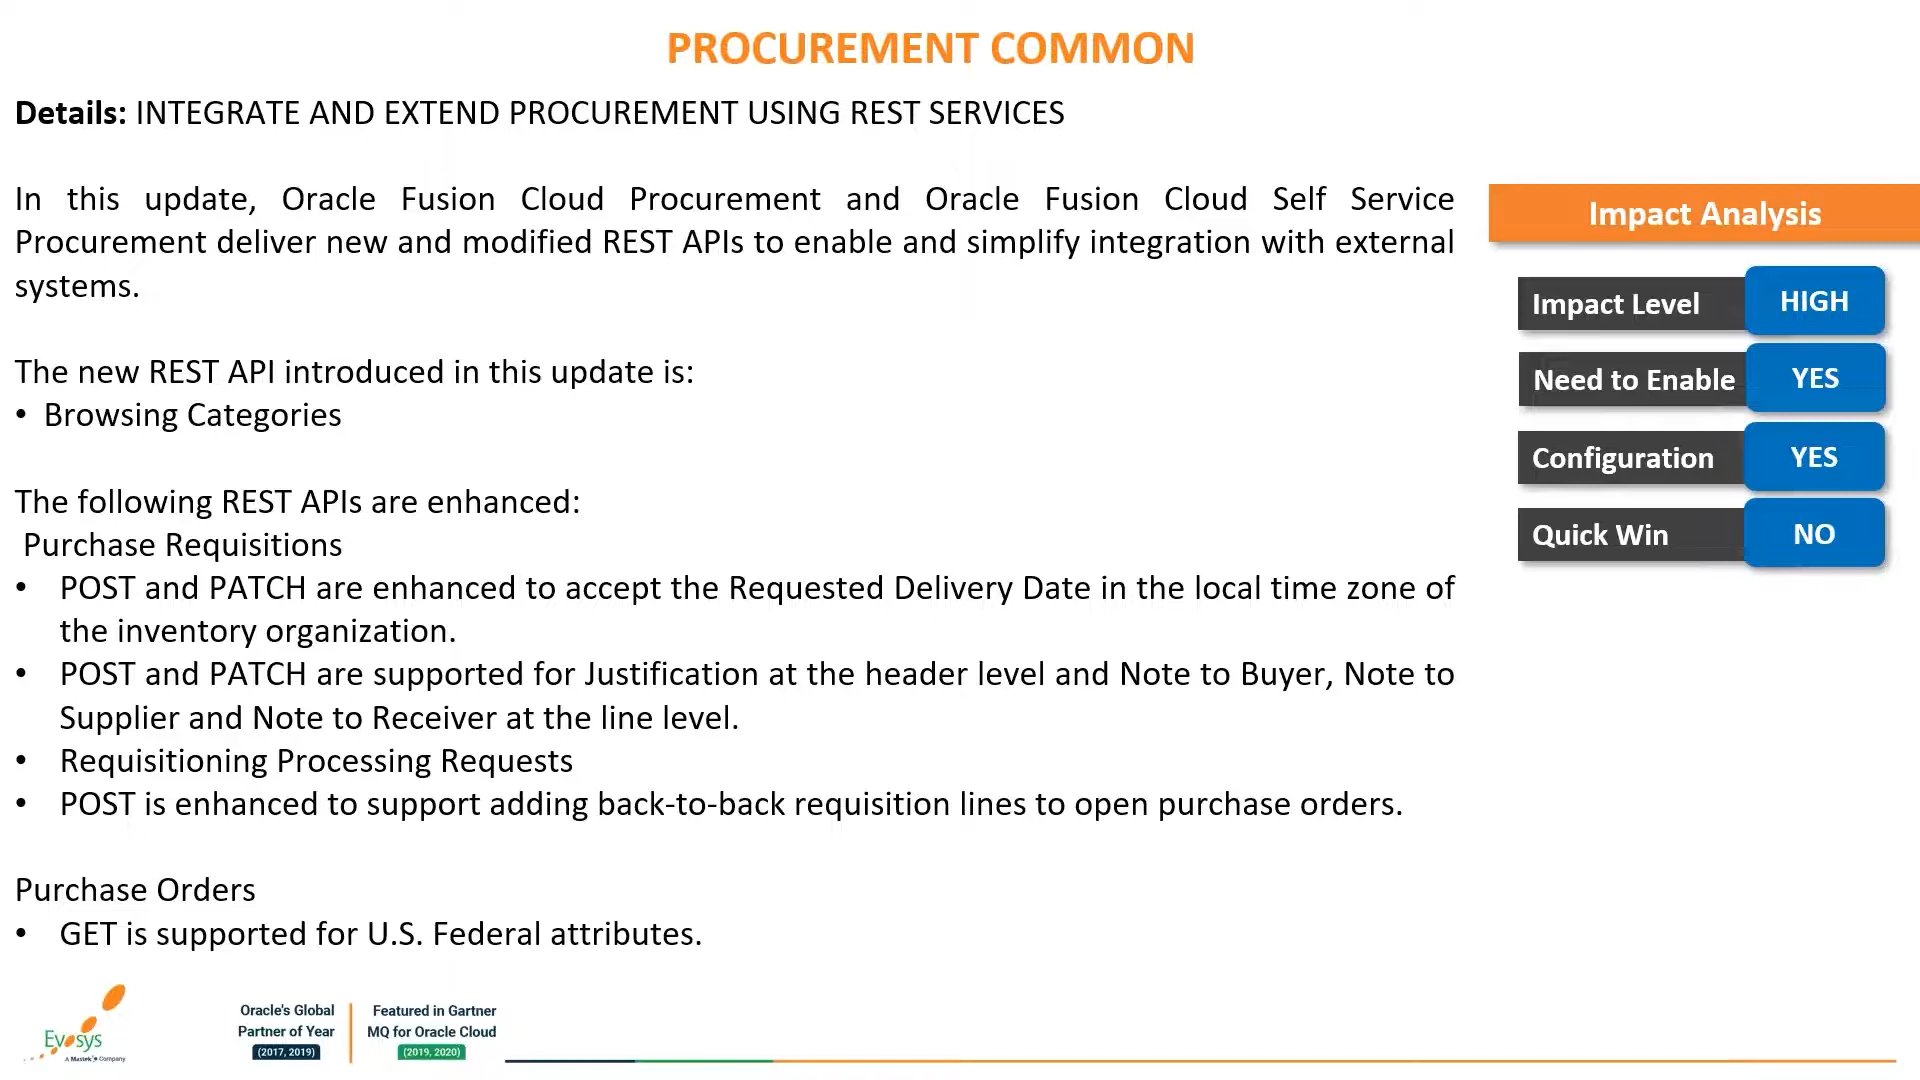 PROCUREMENT COMMON
Details: INTEGRATE AND EXTEND PROCUREMENT USING REST SERVICES
In this update, Oracle Fusion Cloud Procurement and Oracle Fusion Cloud Self Service
Procurement deliver new and modified REST APIs to enable and simplify integration with external
systems.
The new REST API introduced in this update is:
• Browsing Categories
The following REST APIs are enhanced:
Purchase Requisitions
• POST and PATCH are enhanced to accept the Requested Delivery Date in the local time zone of
the inventory organization.
• POST and PATCH are supported for Justification at the header level and Note to Buyer, Note to
Supplier and Note to Receiver at the line level.
• Requisitioning Processing Requests
• POST is enhanced to support adding back-to-back requisition lines to open purchase orders.
Purchase Orders
• GET is supported for U.S. Federal attributes.
Impact Analysis
Impact Level HIGH
Need to Enable YES
Configuration YES
Quick Win NO
Evosys
A Mastek Company
Oracle's Global
Partner of Year
(2017, 2019)
Featured in Gartner
MQ for Oracle Cloud
(2019, 2020)